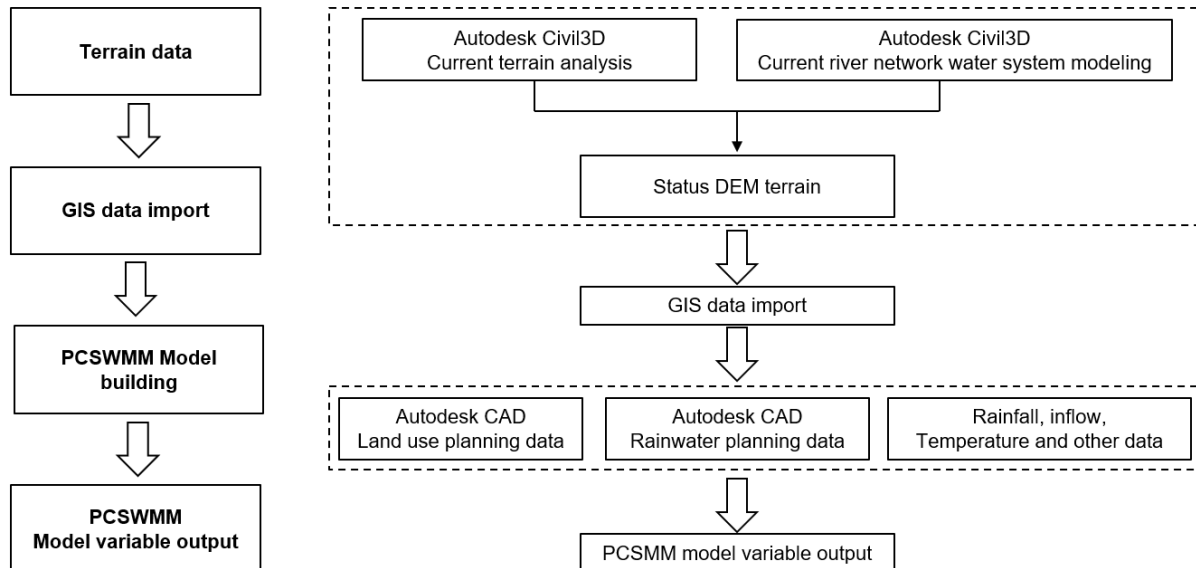 Terrain data
GIS data import
PCSWMM Model
building
PCSWMM
Model variable output
Autodesk Civil3D
Current terrain analysis
Autodesk Civil3D
Current river network water system modeling
Status DEM terrain
GIS data import
Autodesk CAD
Land use planning data
Autodesk CAD
Rainwater planning data
Rainfall, inflow,
Temperature and other data
PCSMM model variable output